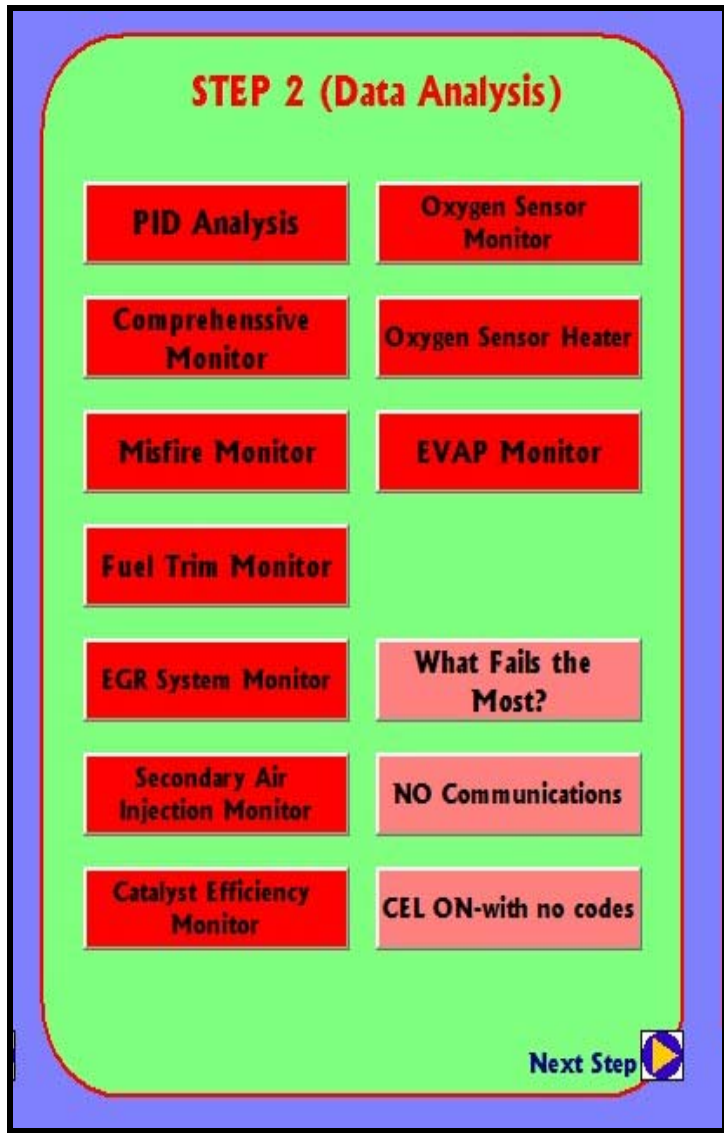 STEP 2 (Data Analysis)
PID Analysis
Oxygen Sensor
Monitor
Comprehenssive
Monitor
Oxygen Sensor Heater
Misfire Monitor
EVAP Monitor
Fuel Trim Monitor
EGR System Monitor
What Fails the
Most?
Secondary Air
Injection Monitor
NO Communications
Catalyst Efficiency
Monitor
CEL ON-with no codes
Next Step